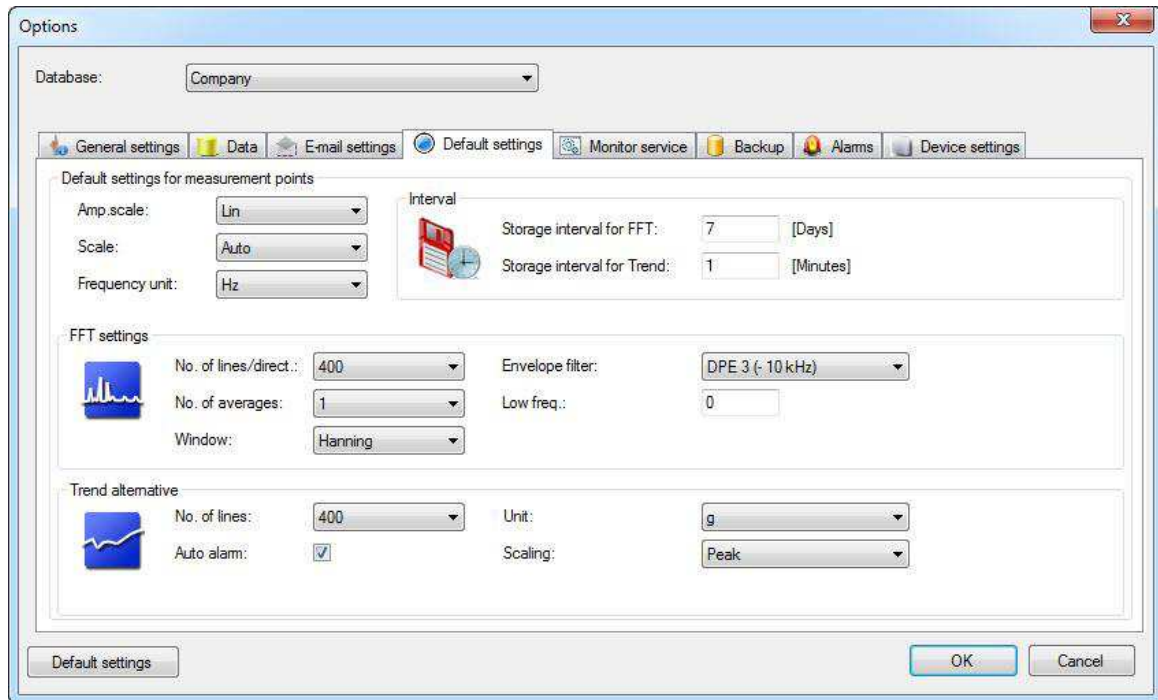 Options
Database: Company
General settings Data E-mail settings Default settings Monitor service Backup Alarms Device settings
Default settings for measurement points
Amp.scale: Lin
Scale: Auto
Frequency unit: Hz
Interval
Storage interval for FFT: 7 [Days]
Storage interval for Trend: 1 [Minutes]
FFT settings
No. of lines/direct.: 400 Envelope filter: DPE 3 (- 10 kHz)
No. of averages: 1 Low freq.: 0
Window: Hanning
Trend alternative
No. of lines: 400 Unit: g
Auto alarm: Scaling: Peak
Default settings OK Cancel